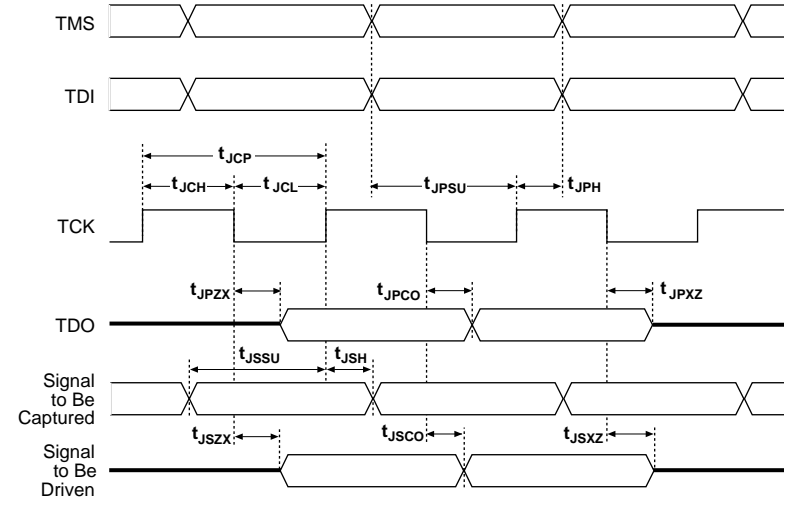 TMS
TDI
tJCP
tJCH tJCL tJPSU tJPH
TCK
tJPZX tJPCO tJPXZ
TDO
tJSSU tJSH
Signal
to Be
Captured
tJSZX tJSCO tJSXZ
Signal
to Be
Driven